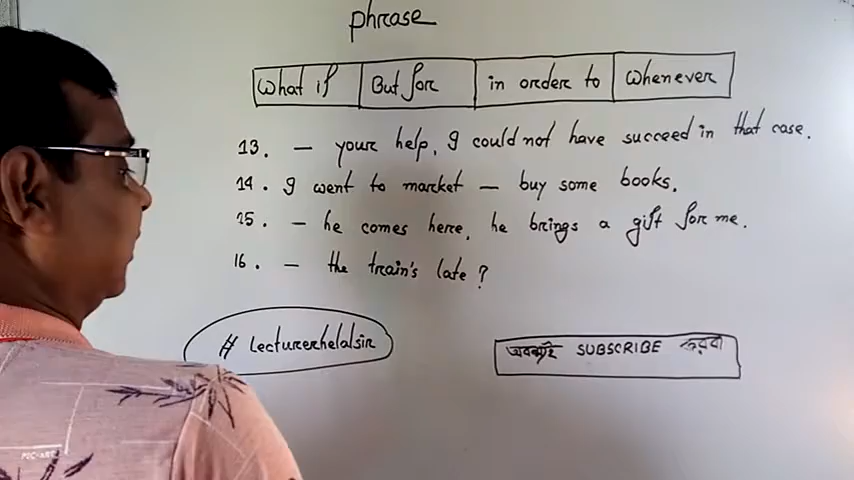 phrase
What if But for in order to Whenever
13. — your help, I could not have succeed in that case.
14. I went to market — buy some books.
15. — he comes here, he brings a gift for me.
16. — the train's late?
# Lecturerhelalsir
অবশ্যই SUBSCRIBE করবা